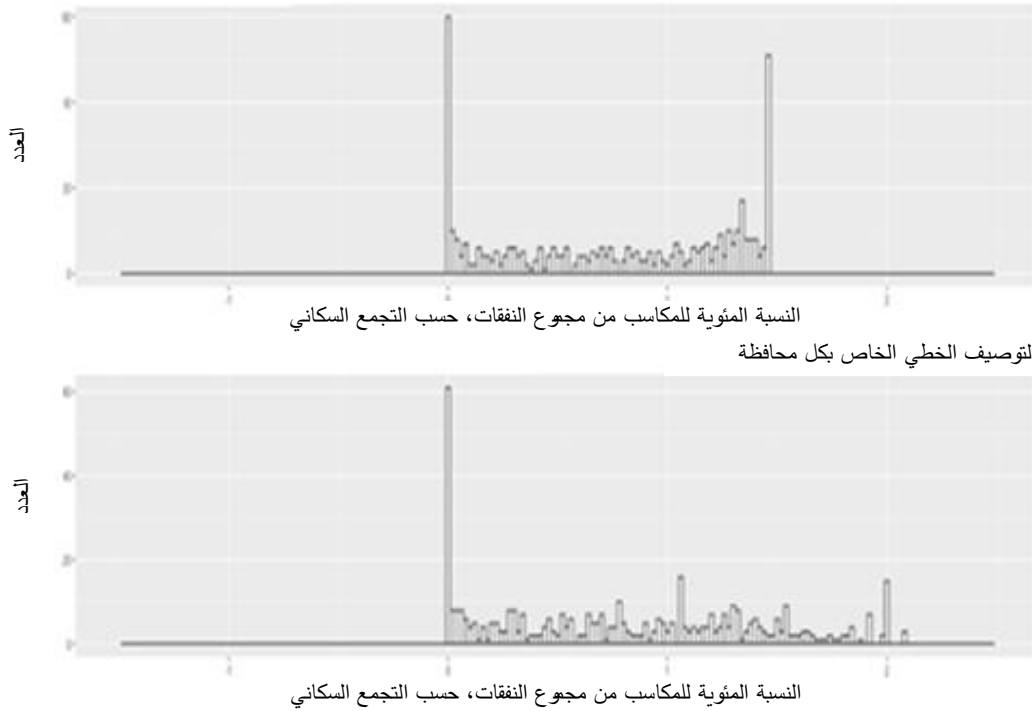 العدد
النسبة المئوية للمكاسب من مجموع النفقات، حسب التجمع السكاني
لتوصيف الخطي الخاص بكل محافظة
العدد
النسبة المئوية للمكاسب من مجموع النفقات، حسب التجمع السكاني